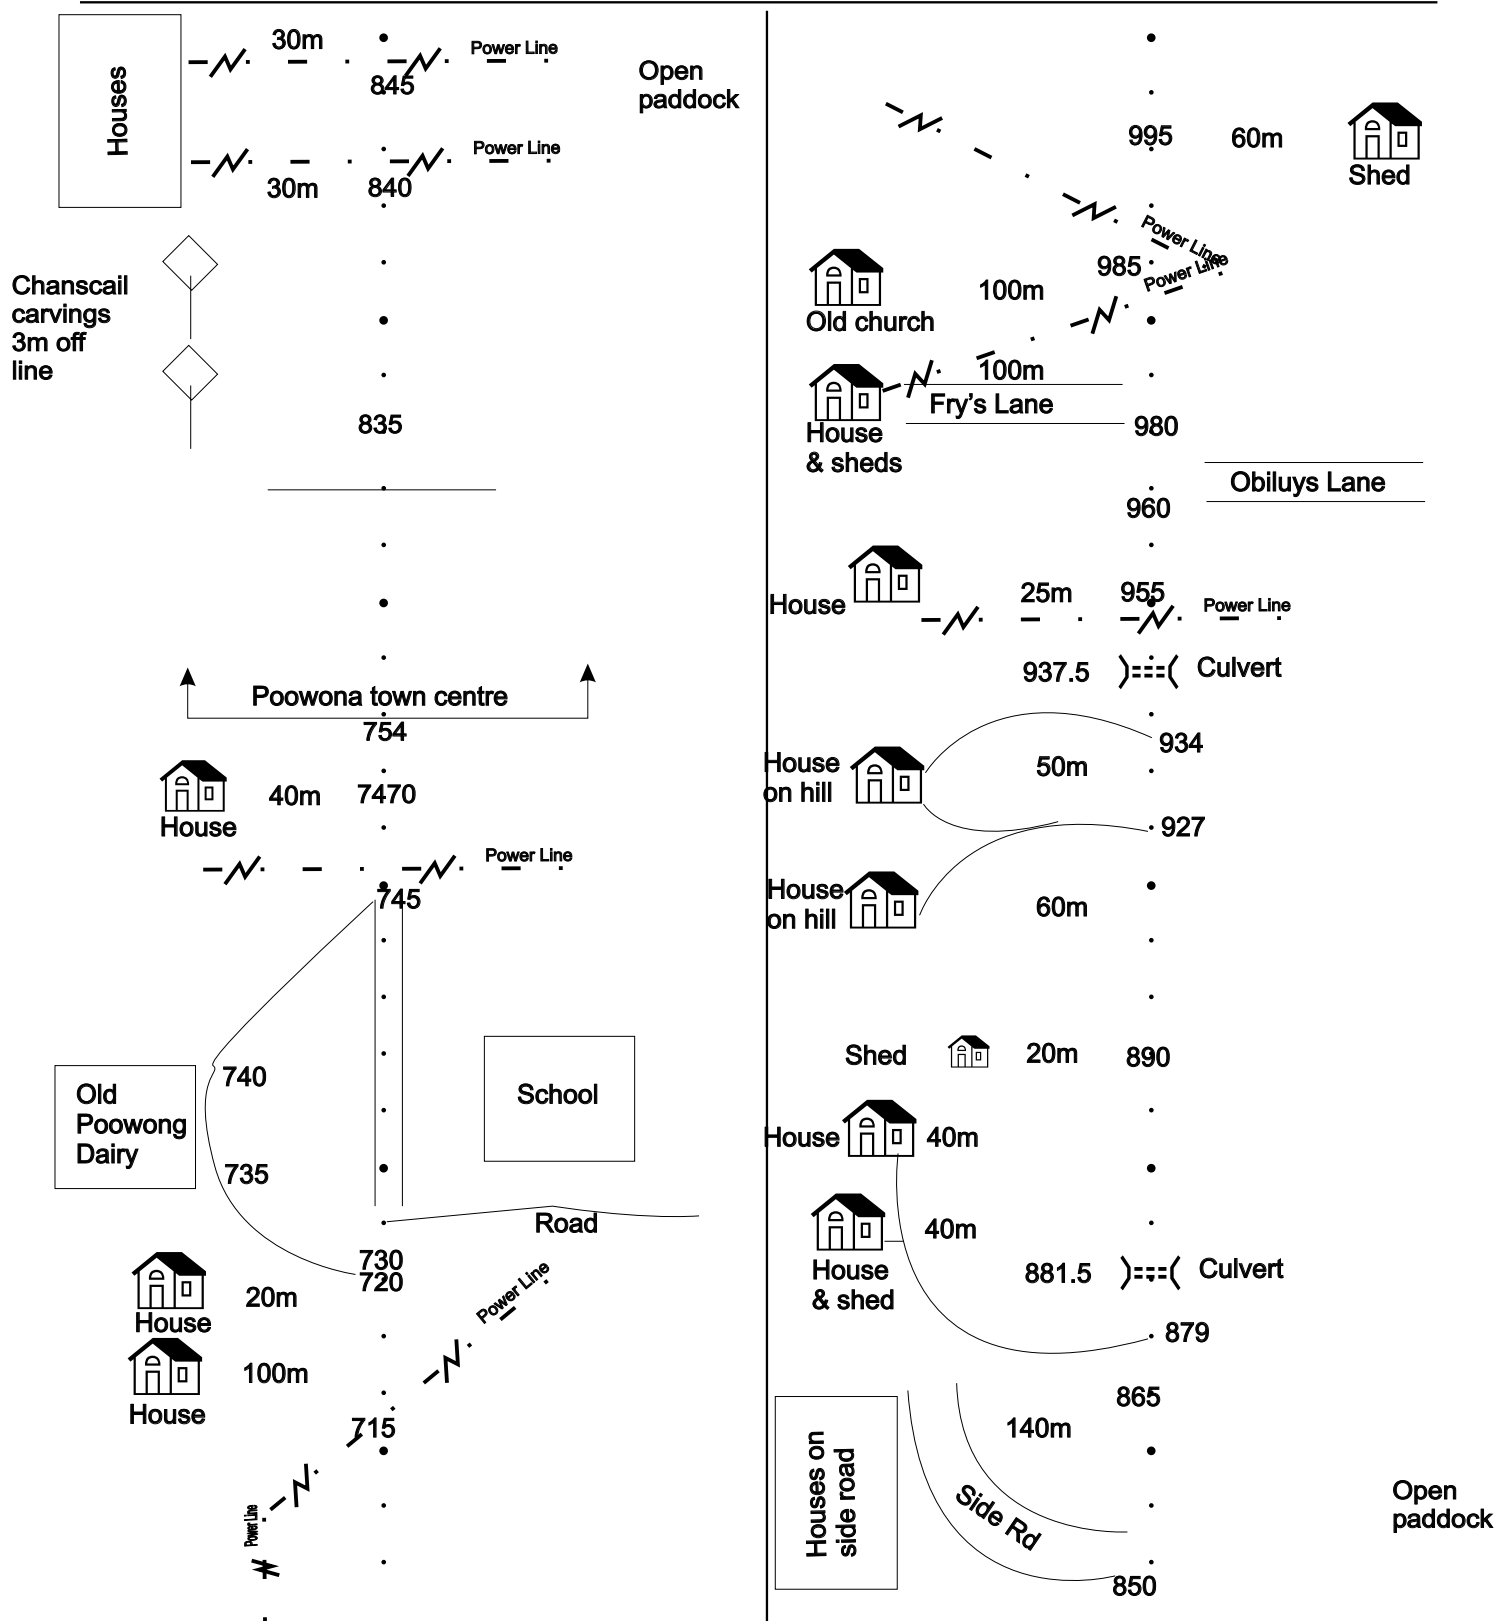 30m
Power Line
845
Open
paddock
Houses
Power Line
30m
840
Chanscail
carvings
3m off
line
835
Poowona town centre
754
40m
7470
House
Power Line
745
740
Old
Poowong
Dairy
School
735
Road
730
720
20m
House
Power Line
100m
House
715
Power Line
995
60m
Shed
Power Line
985
Power Line
100m
Old church
100m
Fry's Lane
980
House
& sheds
Obiluys Lane
960
25m
955
House
Power Line
937.5
Culvert
934
House
on hill
50m
927
House
on hill
60m
Shed
20m
890
House
40m
40m
House
& shed
881.5
Culvert
879
865
140m
Houses on
side road
Side Rd
Open
paddock
850